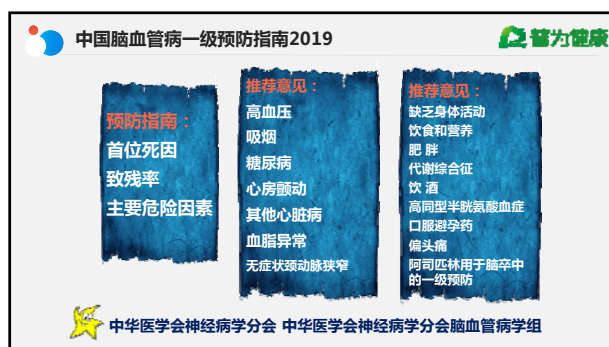 中国脑血管病一级预防指南2019
普为健康
预防指南：
首位死因
致残率
主要危险因素
推荐意见：
高血压
吸烟
糖尿病
心房颤动
其他心脏病
血脂异常
无症状颈动脉狭窄
推荐意见：
缺乏身体活动
饮食和营养
肥 胖
代谢综合征
饮 酒
高同型半胱氨酸血症
口服避孕药
偏头痛
阿司匹林用于脑卒中
的一级预防
中华医学会神经病学分会 中华医学会神经病学分会脑血管病学组